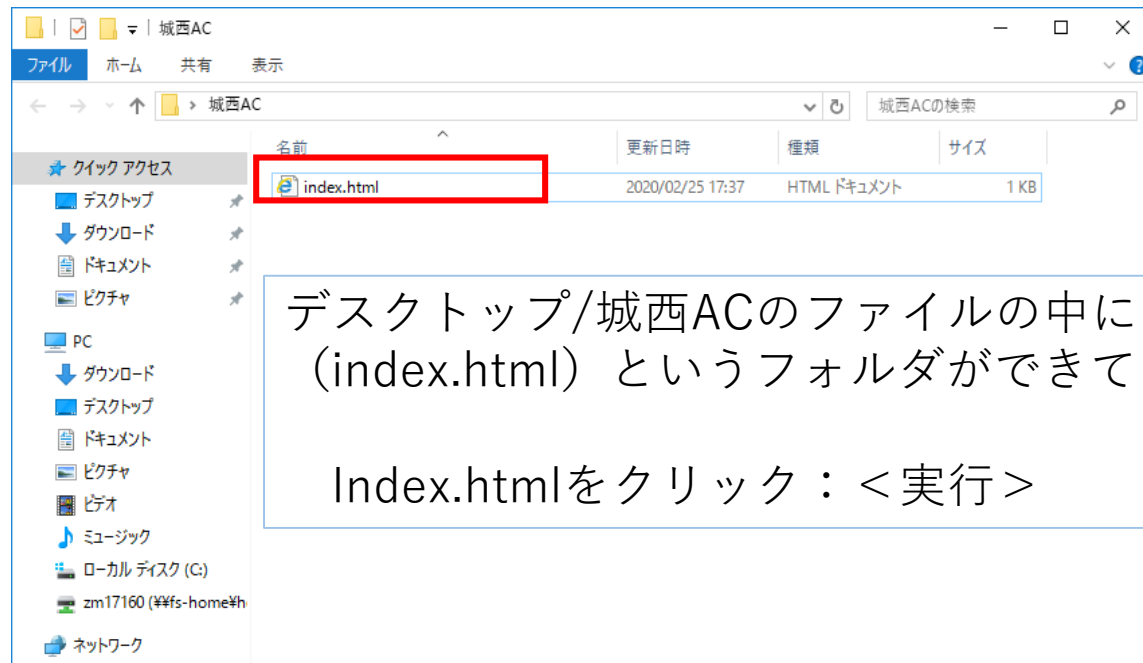 城西AC
ファイル ホーム 共有 表示
城西AC 城西ACの検索
名前 更新日時 種類 サイズ
index.html 2020/02/25 17:37 HTML ドキュメント 1 KB
クイック アクセス
デスクトップ
ダウンロード
ドキュメント
ピクチャ
PC
ダウンロード
デスクトップ
ドキュメント
ピクチャ
ビデオ
ミュージック
ローカル ディスク (C:)
zm17160 (¥¥fs-home¥h
ネットワーク
デスクトップ/城西ACのファイルの中に
（index.html）というフォルダができて
Index.htmlをクリック：＜実行＞